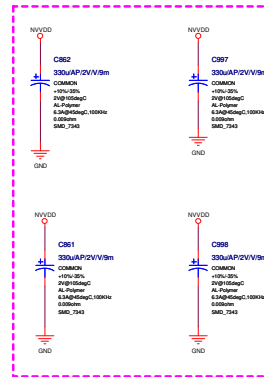 NVVDD
C862
330u/AP/2V/V/9m
COMMON
+10%/-35%
2V@105degC
AL-Polymer
6.3A@45degC,100KHz
0.009ohm
SMD_7343
GND
NVVDD
C997
330u/AP/2V/V/9m
COMMON
+10%/-35%
2V@105degC
AL-Polymer
6.3A@45degC,100KHz
0.009ohm
SMD_7343
GND
NVVDD
C861
330u/AP/2V/V/9m
COMMON
+10%/-35%
2V@105degC
AL-Polymer
6.3A@45degC,100KHz
0.009ohm
SMD_7343
GND
NVVDD
C998
330u/AP/2V/V/9m
COMMON
+10%/-35%
2V@105degC
AL-Polymer
6.3A@45degC,100KHz
0.009ohm
SMD_7343
GND